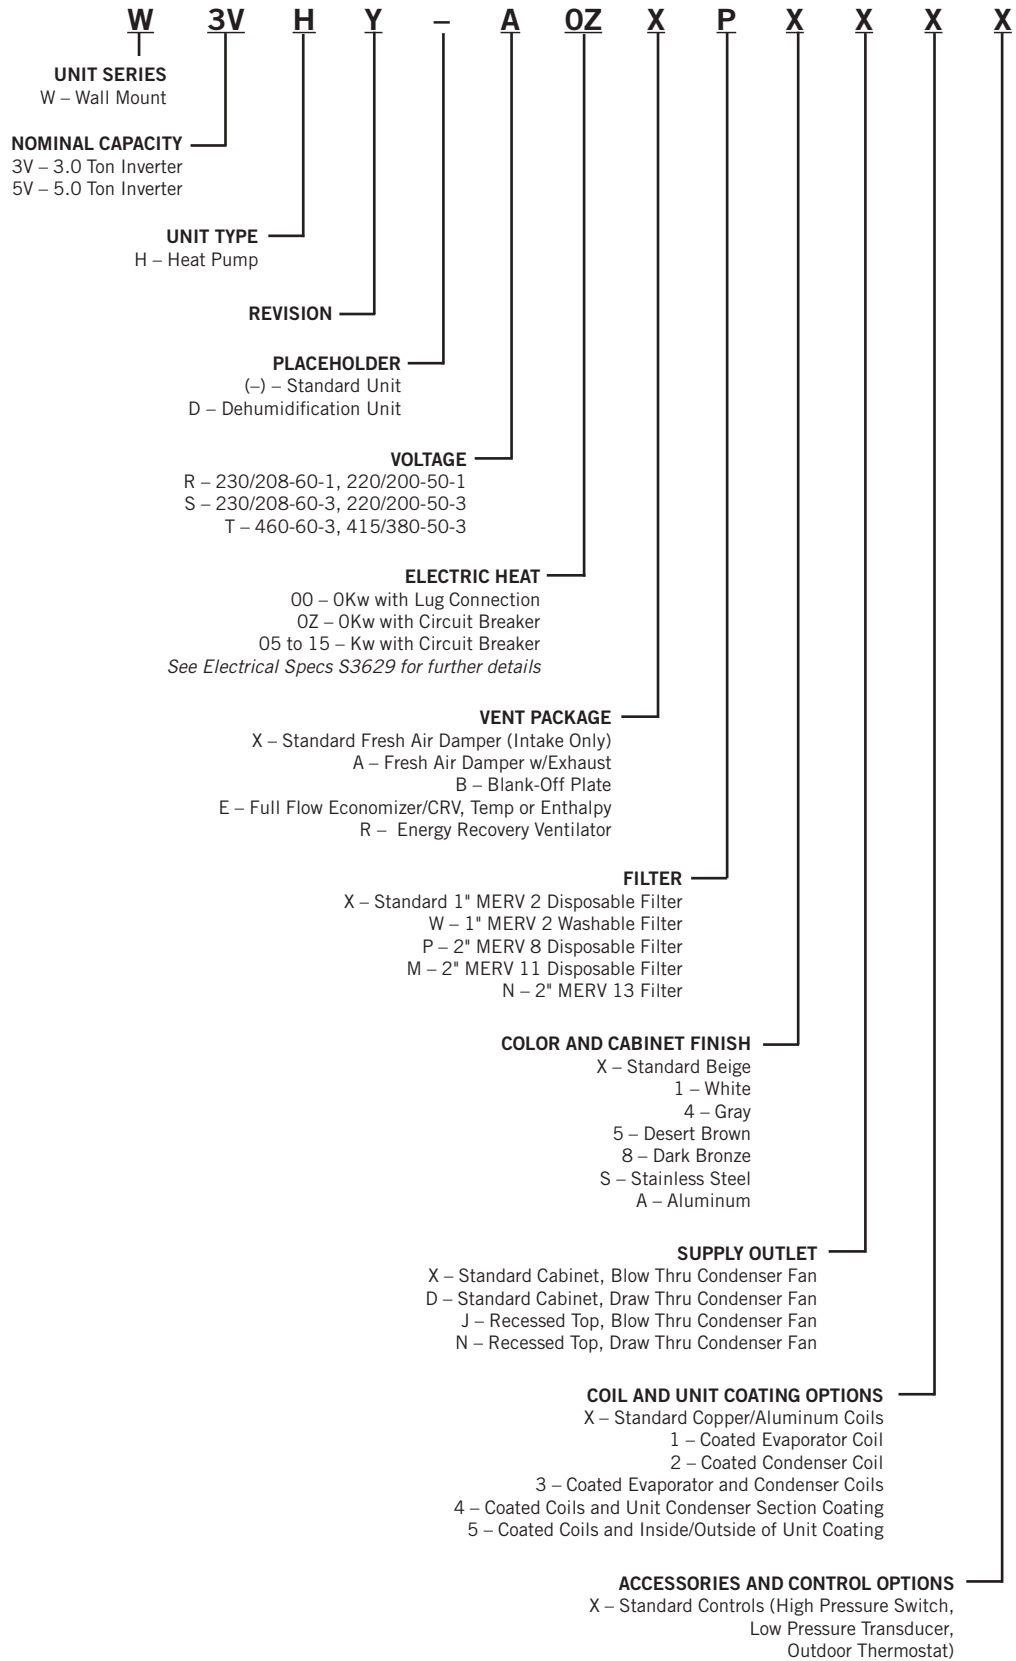 W 3V H Y – A 0Z X P X X X X
UNIT SERIES
W – Wall Mount
NOMINAL CAPACITY
3V – 3.0 Ton Inverter
5V – 5.0 Ton Inverter
UNIT TYPE
H – Heat Pump
REVISION
PLACEHOLDER
(–) – Standard Unit
D – Dehumidification Unit
VOLTAGE
R – 230/208-60-1, 220/200-50-1
S – 230/208-60-3, 220/200-50-3
T – 460-60-3, 415/380-50-3
ELECTRIC HEAT
00 – 0Kw with Lug Connection
0Z – 0Kw with Circuit Breaker
05 to 15 – Kw with Circuit Breaker
See Electrical Specs S3629 for further details
VENT PACKAGE
X – Standard Fresh Air Damper (Intake Only)
A – Fresh Air Damper w/Exhaust
B – Blank-Off Plate
E – Full Flow Economizer/CRV, Temp or Enthalpy
R – Energy Recovery Ventilator
FILTER
X – Standard 1" MERV 2 Disposable Filter
W – 1" MERV 2 Washable Filter
P – 2" MERV 8 Disposable Filter
M – 2" MERV 11 Disposable Filter
N – 2" MERV 13 Filter
COLOR AND CABINET FINISH
X – Standard Beige
1 – White
4 – Gray
5 – Desert Brown
8 – Dark Bronze
S – Stainless Steel
A – Aluminum
SUPPLY OUTLET
X – Standard Cabinet, Blow Thru Condenser Fan
D – Standard Cabinet, Draw Thru Condenser Fan
J – Recessed Top, Blow Thru Condenser Fan
N – Recessed Top, Draw Thru Condenser Fan
COIL AND UNIT COATING OPTIONS
X – Standard Copper/Aluminum Coils
1 – Coated Evaporator Coil
2 – Coated Condenser Coil
3 – Coated Evaporator and Condenser Coils
4 – Coated Coils and Unit Condenser Section Coating
5 – Coated Coils and Inside/Outside of Unit Coating
ACCESSORIES AND CONTROL OPTIONS
X – Standard Controls (High Pressure Switch,
Low Pressure Transducer,
Outdoor Thermostat)